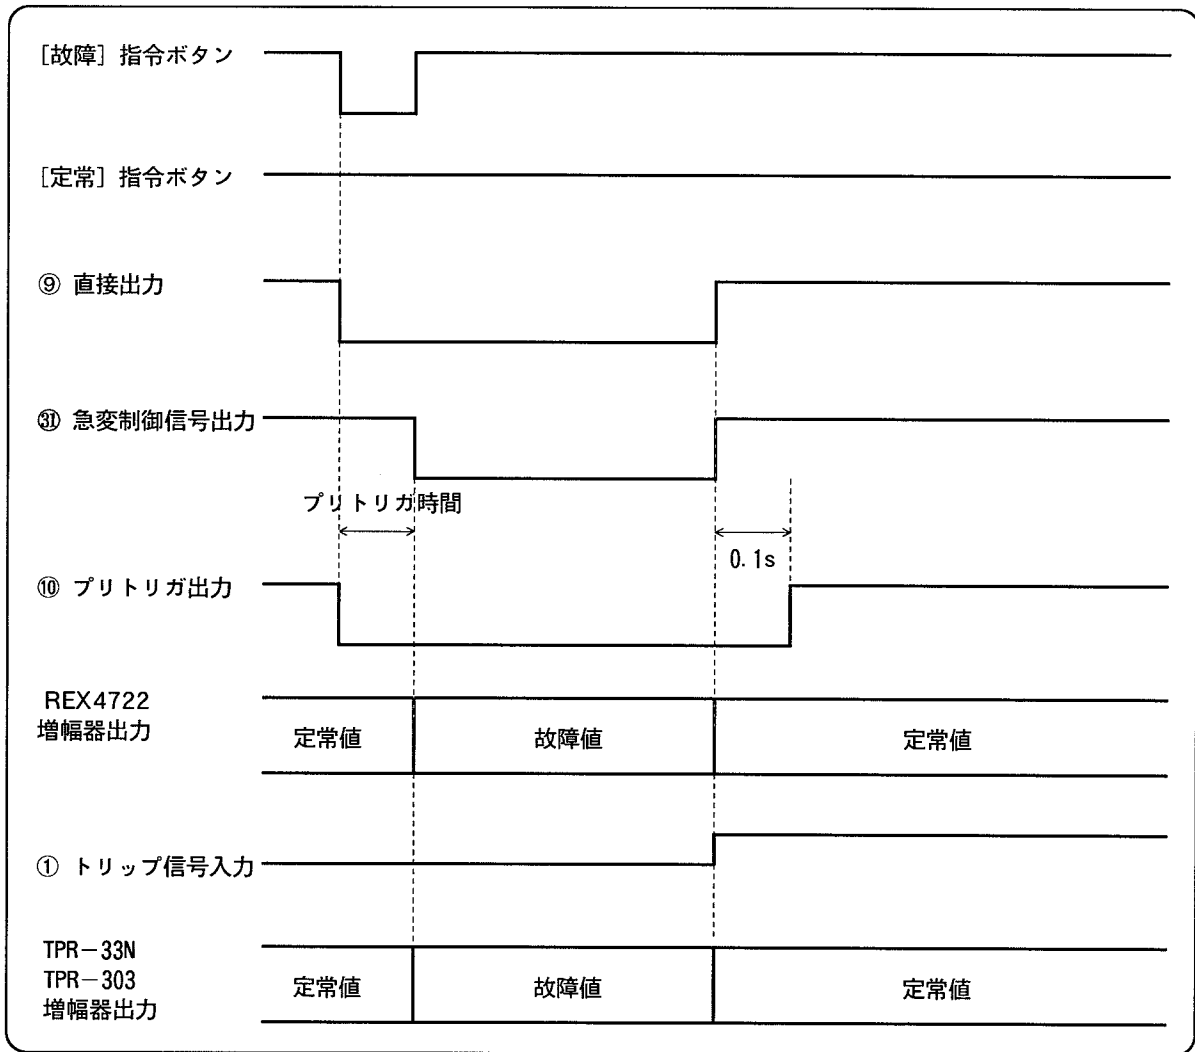 [故障] 指令ボタン
[定常] 指令ボタン
⑨ 直接出力
㉛ 急変制御信号出力
プリトリガ時間
0.1s
⑩ プリトリガ出力
REX4722
増幅器出力
定常値
故障値
定常値
① トリップ信号入力
TPR-33N
TPR-303
増幅器出力
定常値
故障値
定常値